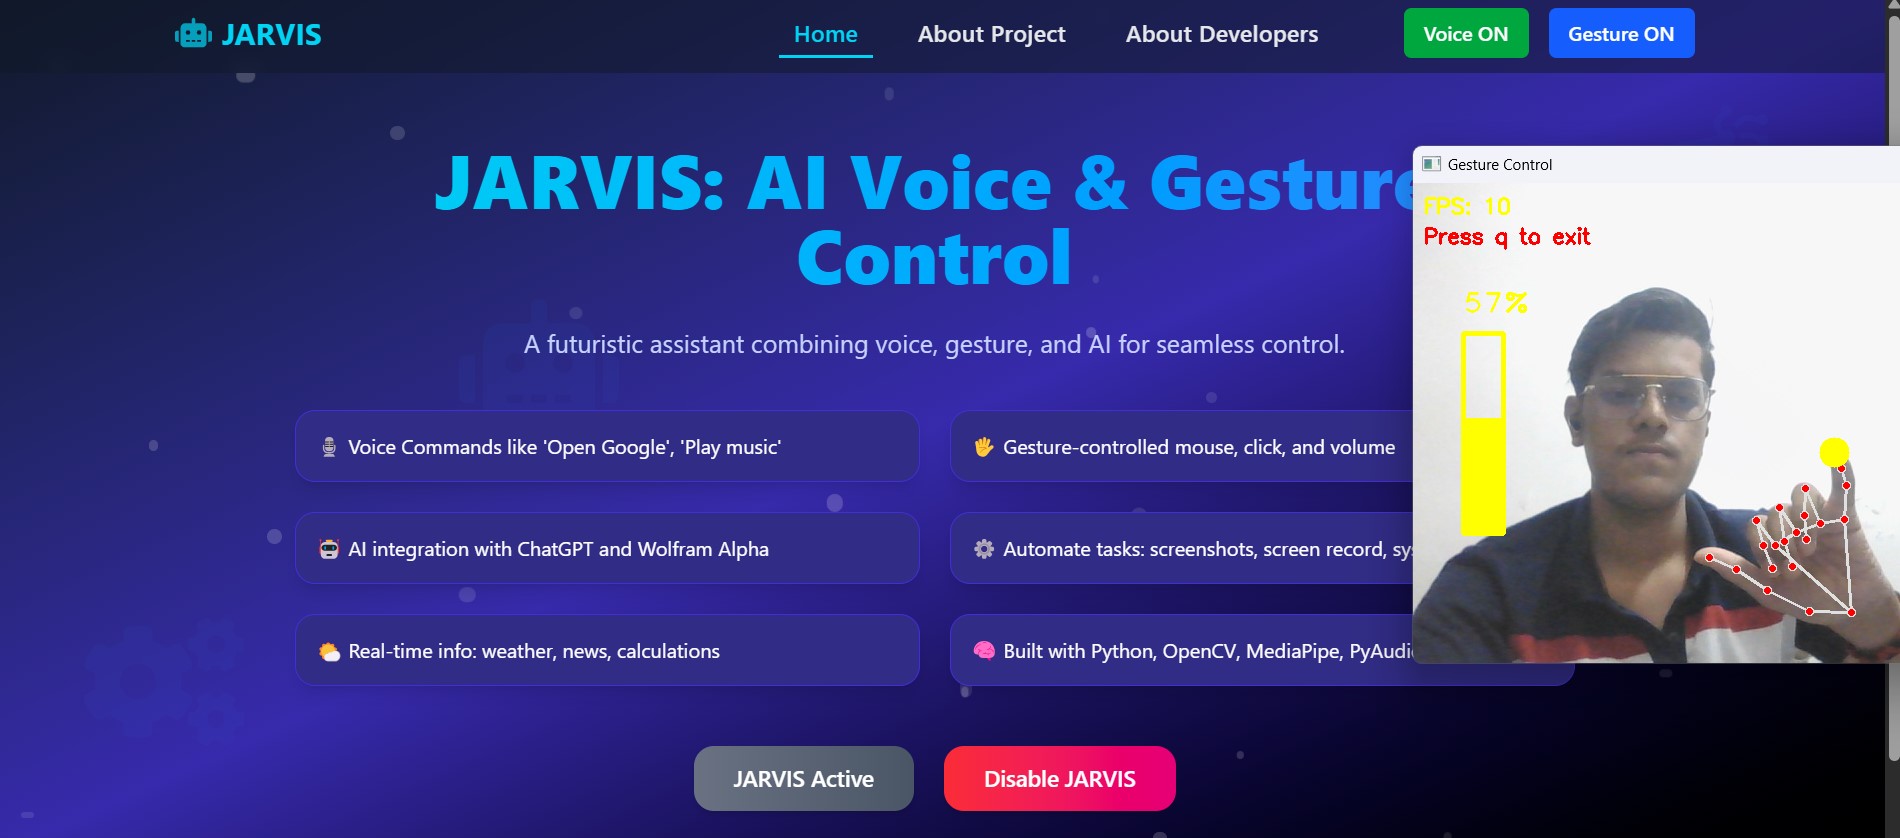 JARVIS
Home
About Project
About Developers
Voice ON
Gesture ON
JARVIS: AI Voice & Gesture
Control
A futuristic assistant combining voice, gesture, and AI for seamless control.
Voice Commands like 'Open Google', 'Play music'
Gesture-controlled mouse, click, and volume
AI integration with ChatGPT and Wolfram Alpha
Automate tasks: screenshots, screen record, sy
Real-time info: weather, news, calculations
Built with Python, OpenCV, MediaPipe, PyAudi
JARVIS Active
Disable JARVIS
Gesture Control
FPS: 10
Press q to exit
57%